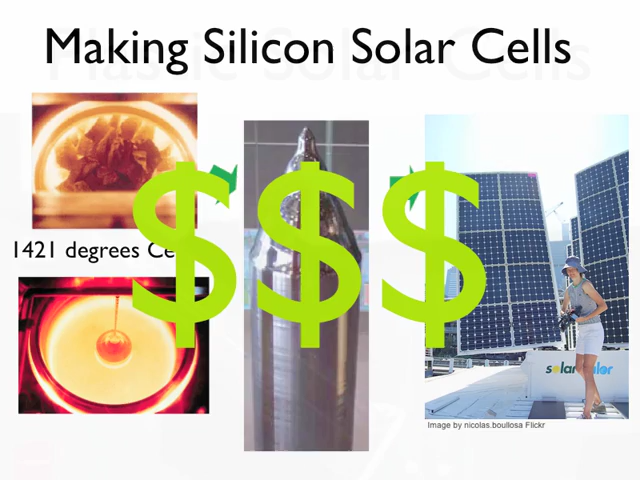 Making Silicon Solar Cells
1421 degrees Ce
$$$
solar
Image by nicolas.boullosa Flickr